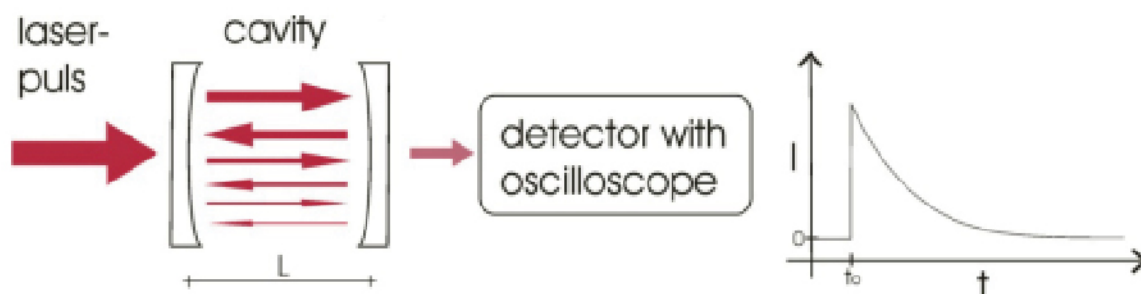 laser-
puls
cavity
detector with
oscilloscope
L
I
0
t₀
t